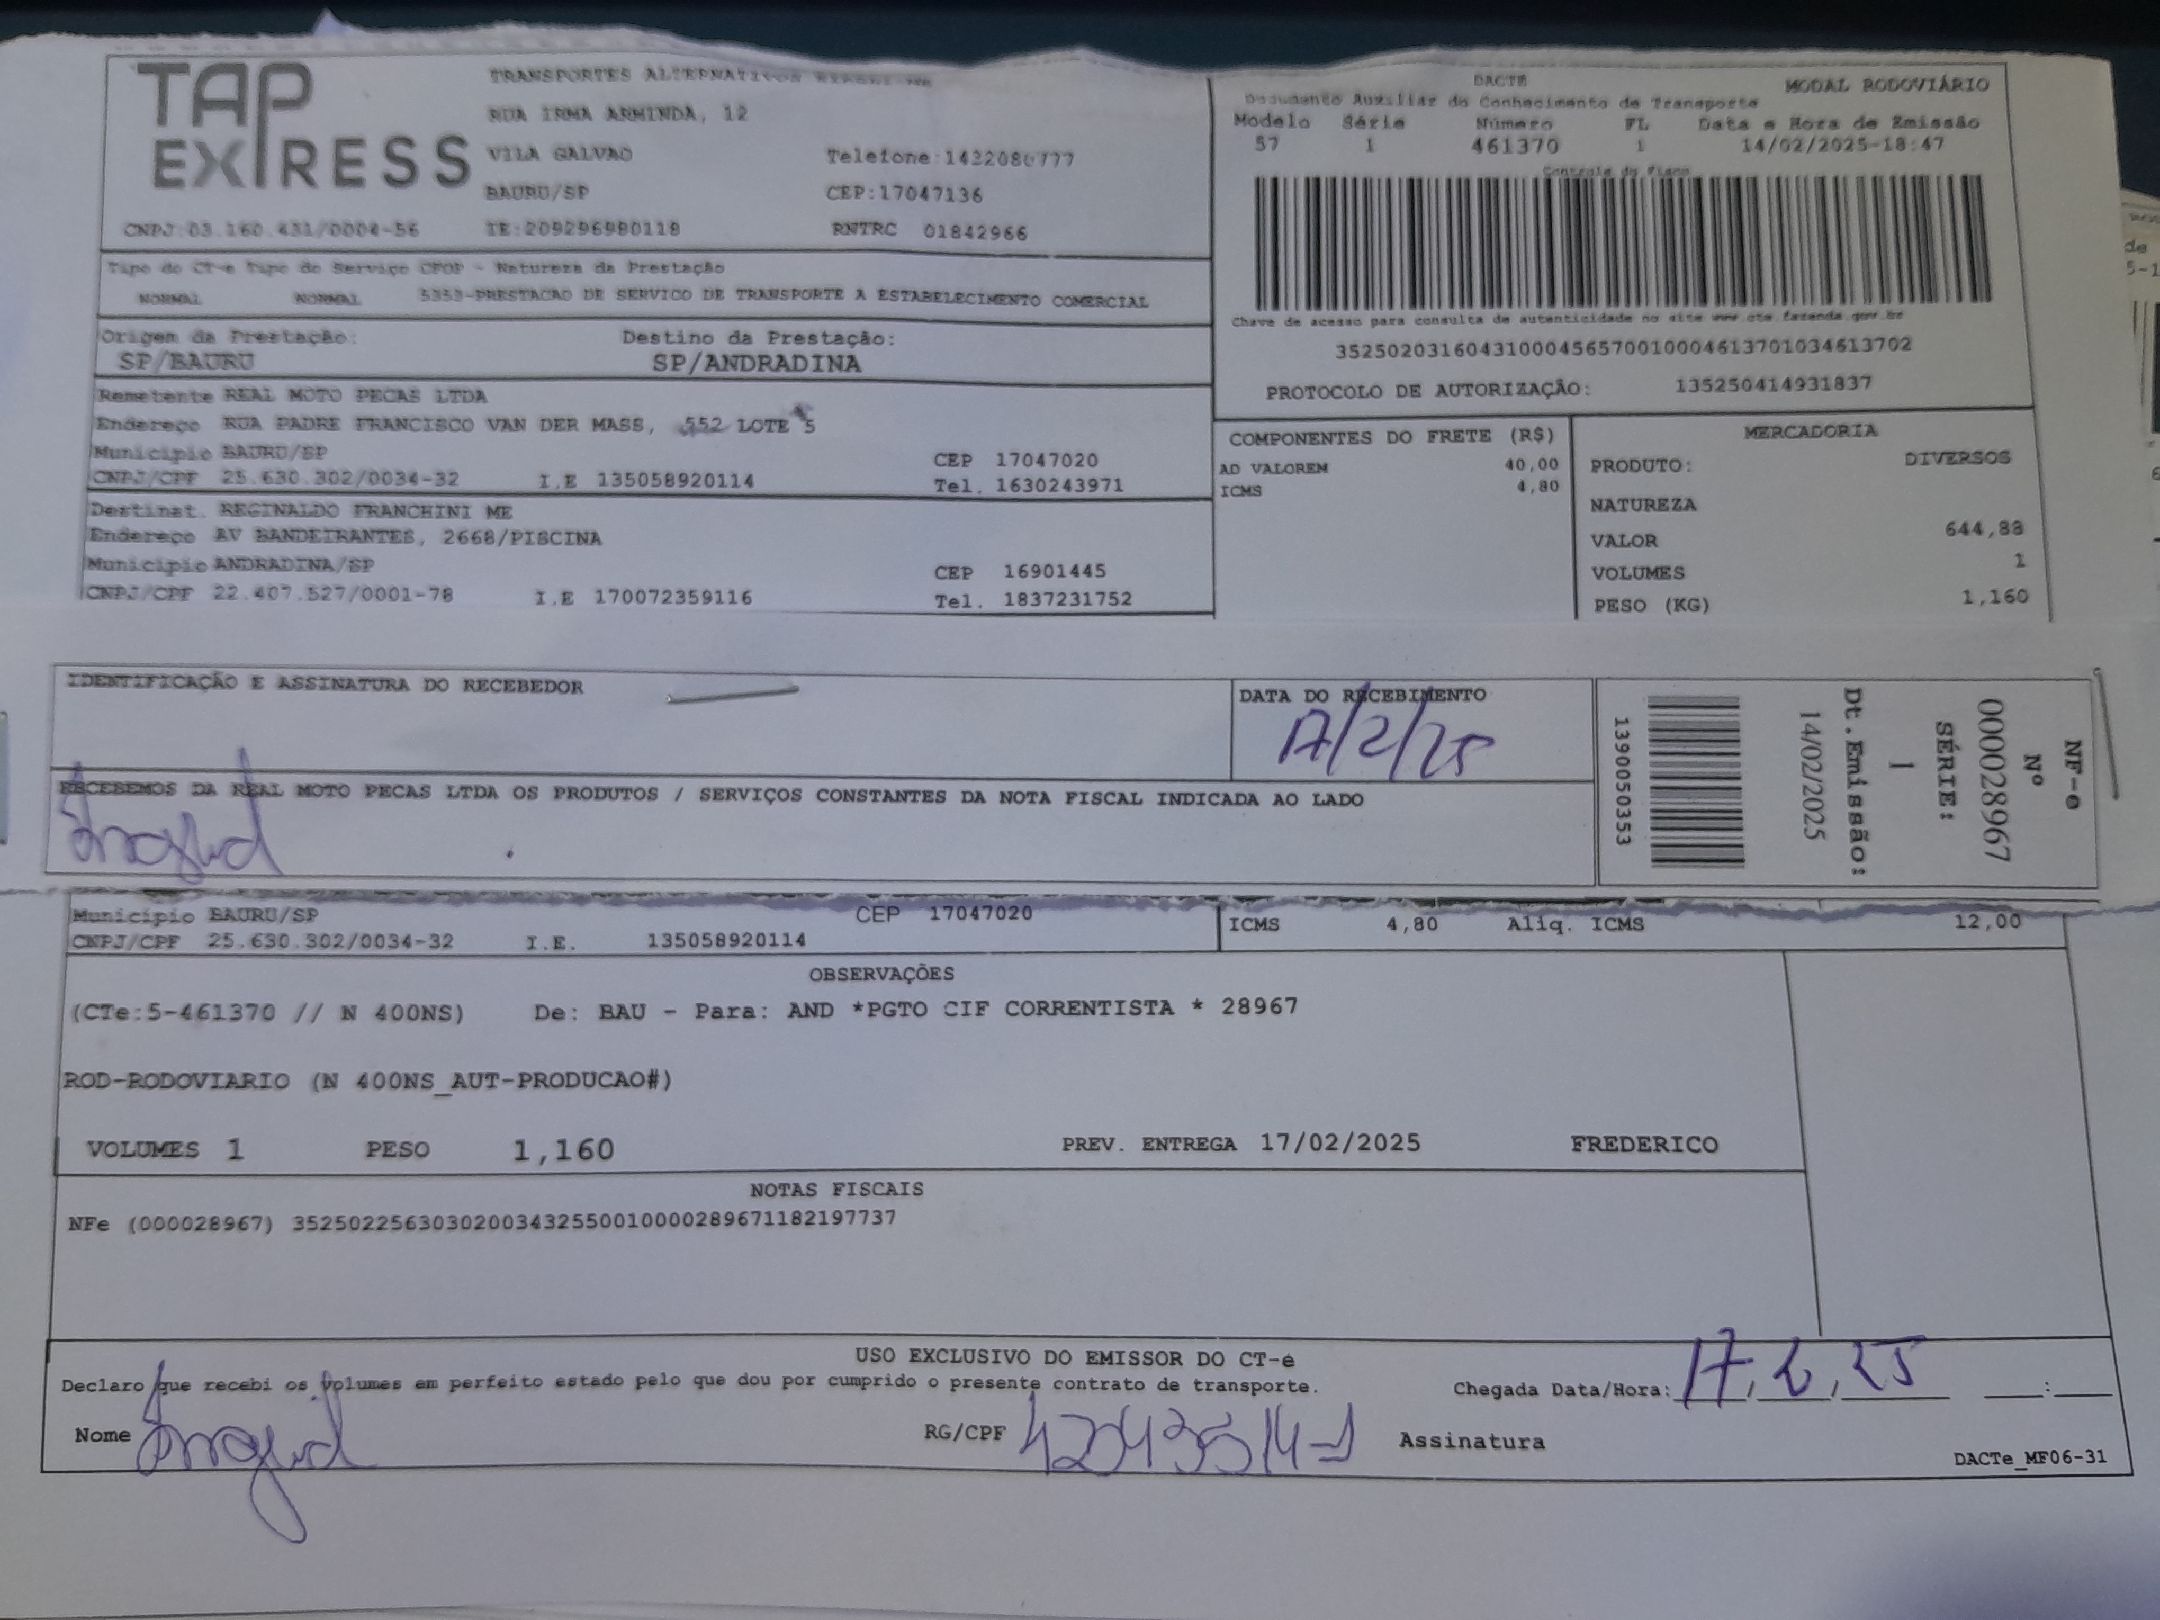 TAP EXPRESS
TRANSPORTES ALTERNATIVOS
RUA IRMA ARMINDA, 12
VILA GALVAO Telefone:
BAURU/SP CEP:17047136
CNPJ:03.160.431/0004-56 IE:209296980118 RNTRC 01842966
DACTE MODAL RODOVIÁRIO
Documento Auxiliar do Conhecimento de Transporte
Modelo Série Número FL Data e Hora de Emissão
57 1 461370 1 14/02/2025-18:47
Controle do Fisco
Chave de acesso para consulta de autenticidade no site www.cte.fazenda.gov.br
35250203160431000456570010004613701034613702
PROTOCOLO DE AUTORIZAÇÃO: 135250414931837
Tipo do CT-e Tipo do Serviço CFOP - Natureza da Prestação
NORMAL NORMAL 5353-PRESTACAO DE SERVICO DE TRANSPORTE A ESTABELECIMENTO COMERCIAL
Origem da Prestação: Destino da Prestação:
SP/BAURU SP/ANDRADINA
Remetente REAL MOTO PECAS LTDA
Endereço RUA PADRE FRANCISCO VAN DER MASS, 552 LOTE 5
Município BAURU/SP CEP 17047020
CNPJ/CPF 25.630.302/0034-32 I.E 135058920114 Tel. 1630243971
Destinat. REGINALDO FRANCHINI ME
Endereço AV BANDEIRANTES, 2668/PISCINA
Município ANDRADINA/SP CEP 16901445
CNPJ/CPF 22.407.527/0001-78 I.E 170072359116 Tel. 1837231752
COMPONENTES DO FRETE (R$)
AD VALOREM 40,00
ICMS 4,80
MERCADORIA
PRODUTO: DIVERSOS
NATUREZA
VALOR 644,88
VOLUMES 1
PESO (KG) 1,160
IDENTIFICAÇÃO E ASSINATURA DO RECEBEDOR
DATA DO RECEBIMENTO
17/2/25
RECEBEMOS DA REAL MOTO PECAS LTDA OS PRODUTOS / SERVIÇOS CONSTANTES DA NOTA FISCAL INDICADA AO LADO
NF-e
Nº
000028967
SÉRIE:
1
Dt.Emissão:
14/02/2025
1390050353
Município BAURU/SP CEP 17047020
CNPJ/CPF 25.630.302/0034-32 I.E. 135058920114
ICMS 4,80 Aliq. ICMS 12,00
OBSERVAÇÕES
(CTe:5-461370 // N 400NS) De: BAU - Para: AND *PGTO CIF CORRENTISTA * 28967
ROD-RODOVIARIO (N 400NS_AUT-PRODUCAO#)
VOLUMES 1 PESO 1,160 PREV. ENTREGA 17/02/2025 FREDERICO
NOTAS FISCAIS
NFe (000028967) 35250225630302003432550010000289671182197737
USO EXCLUSIVO DO EMISSOR DO CT-e
Declaro que recebi os volumes em perfeito estado pelo que dou por cumprido o presente contrato de transporte.
Chegada Data/Hora: 17, 2, 25 __:__
Nome RG/CPF Assinatura
DACTe_MF06-31